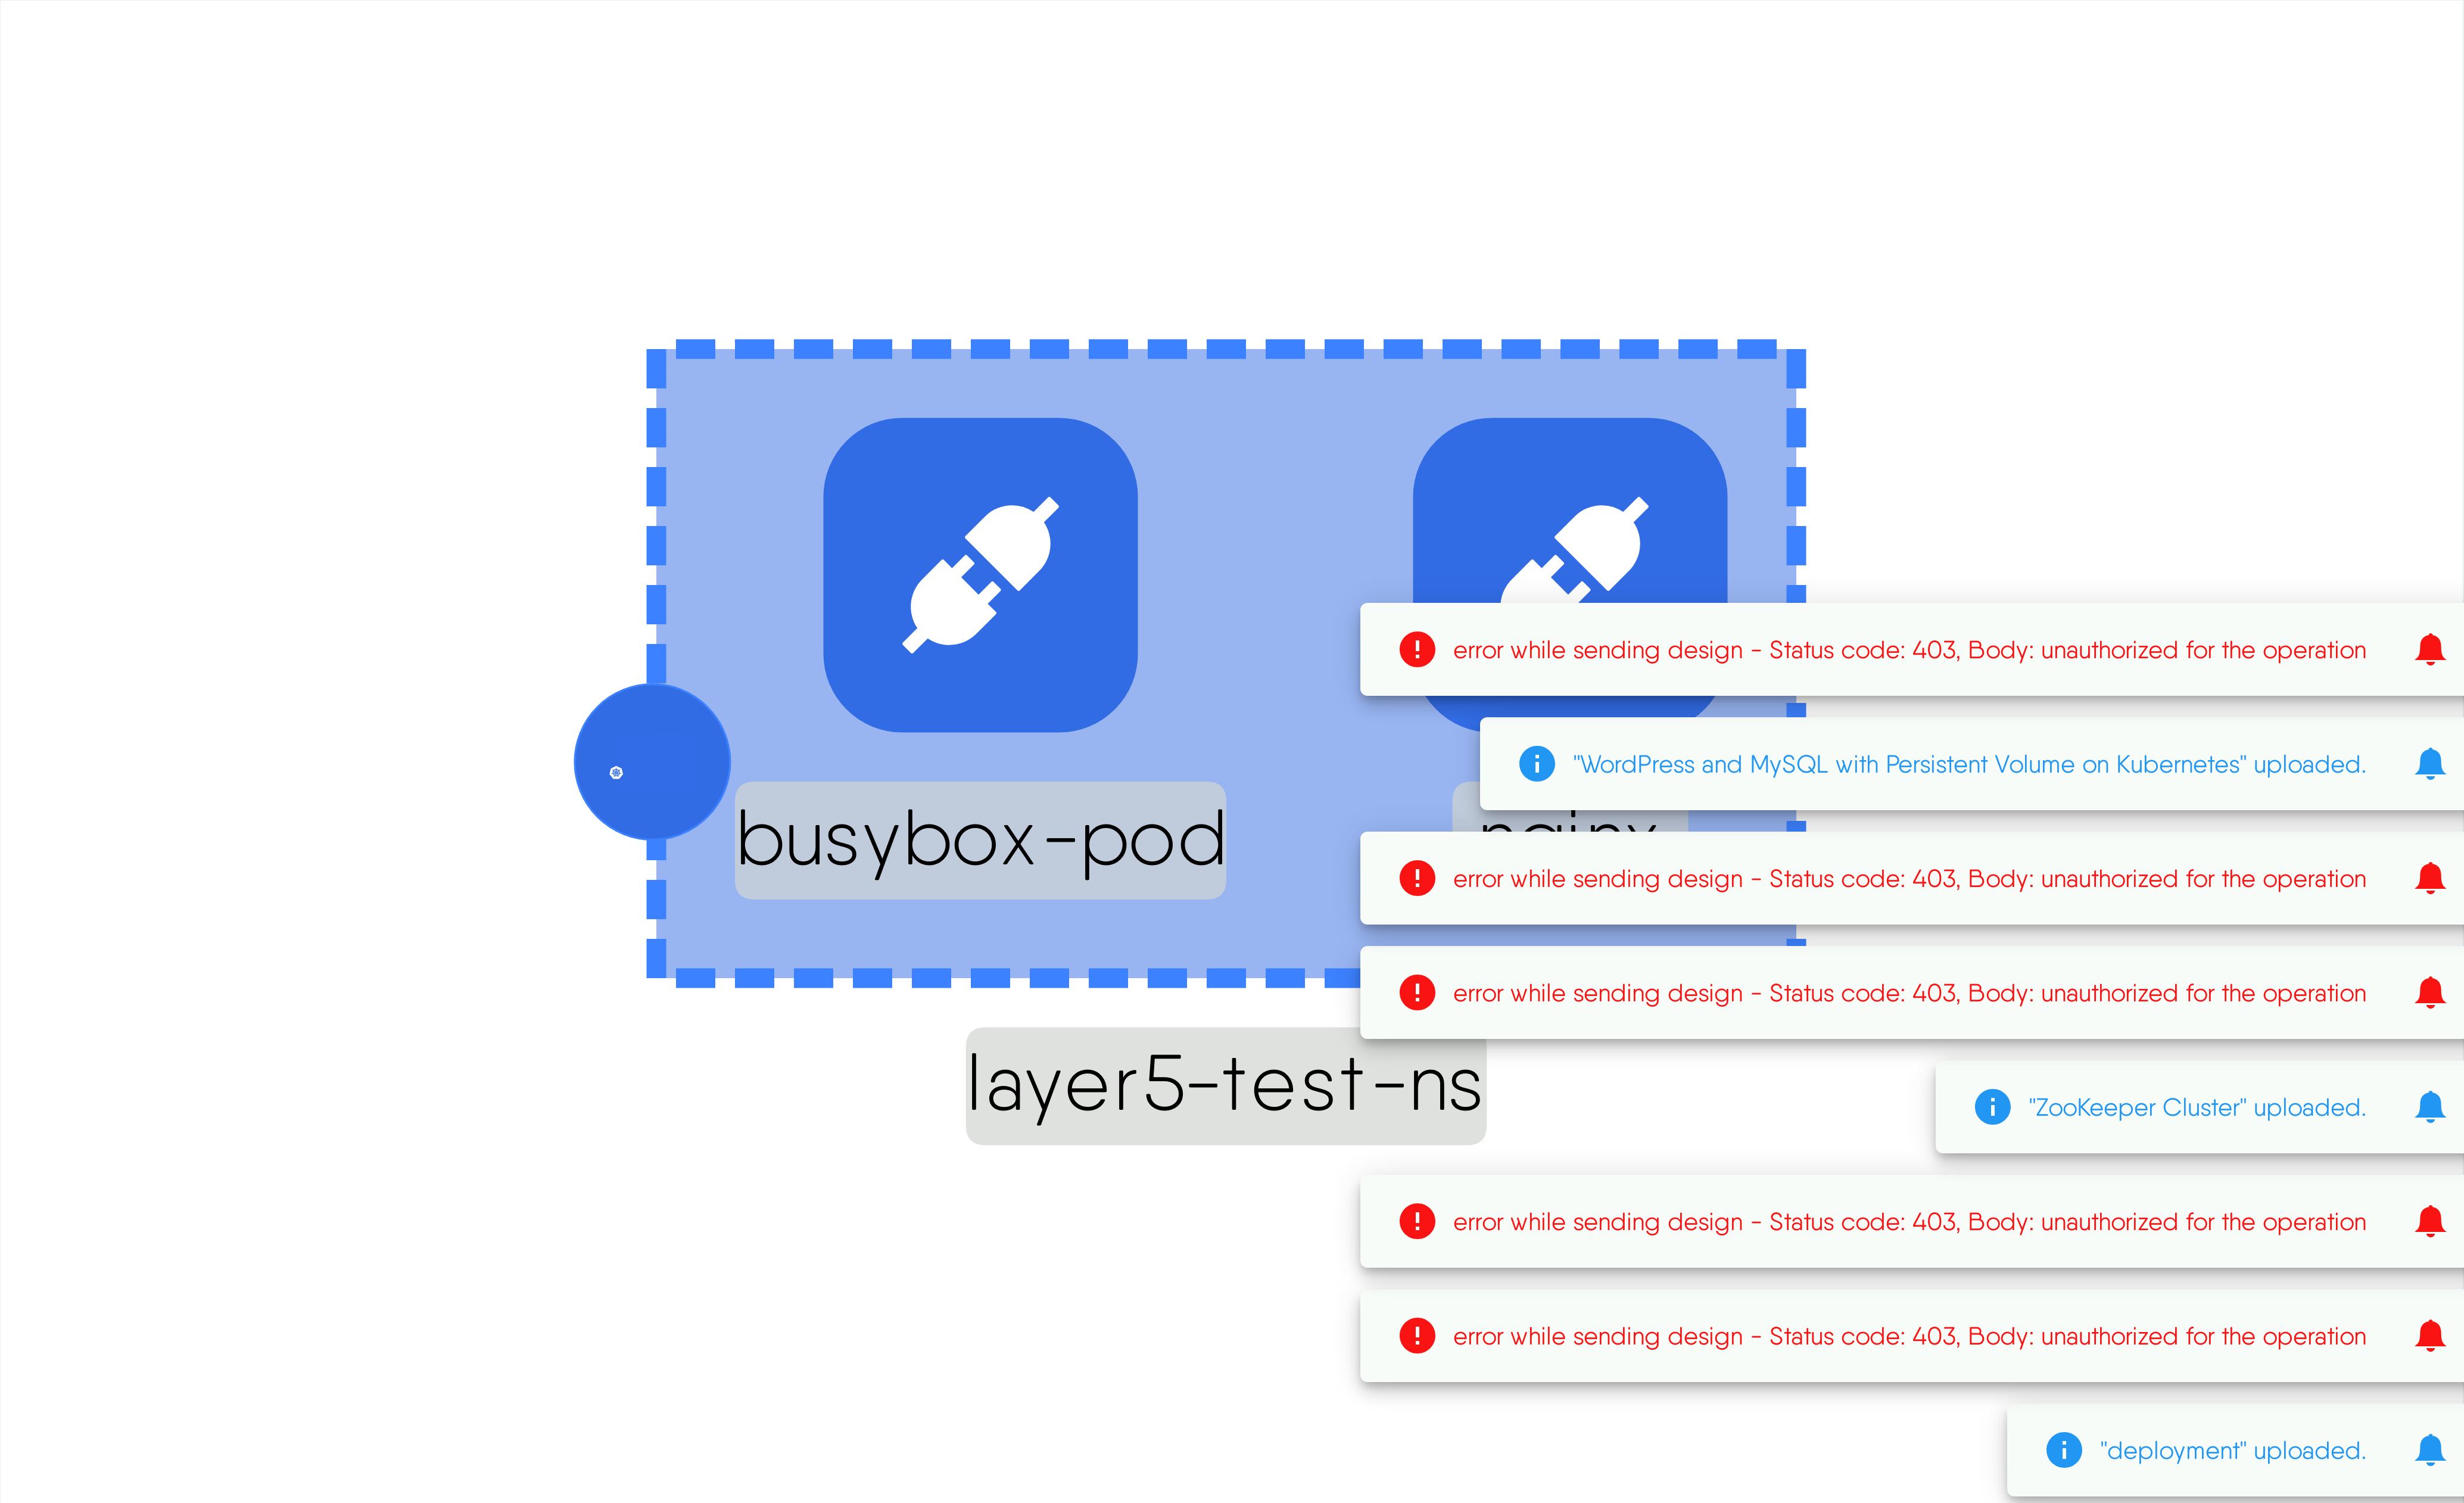 error while sending design - Status code: 403, Body: unauthorized for the operation
"WordPress and MySQL with Persistent Volume on Kubernetes" uploaded.
busybox-pod
error while sending design - Status code: 403, Body: unauthorized for the operation
error while sending design - Status code: 403, Body: unauthorized for the operation
layer5-test-ns
"ZooKeeper Cluster" uploaded.
error while sending design - Status code: 403, Body: unauthorized for the operation
error while sending design - Status code: 403, Body: unauthorized for the operation
"deployment" uploaded.